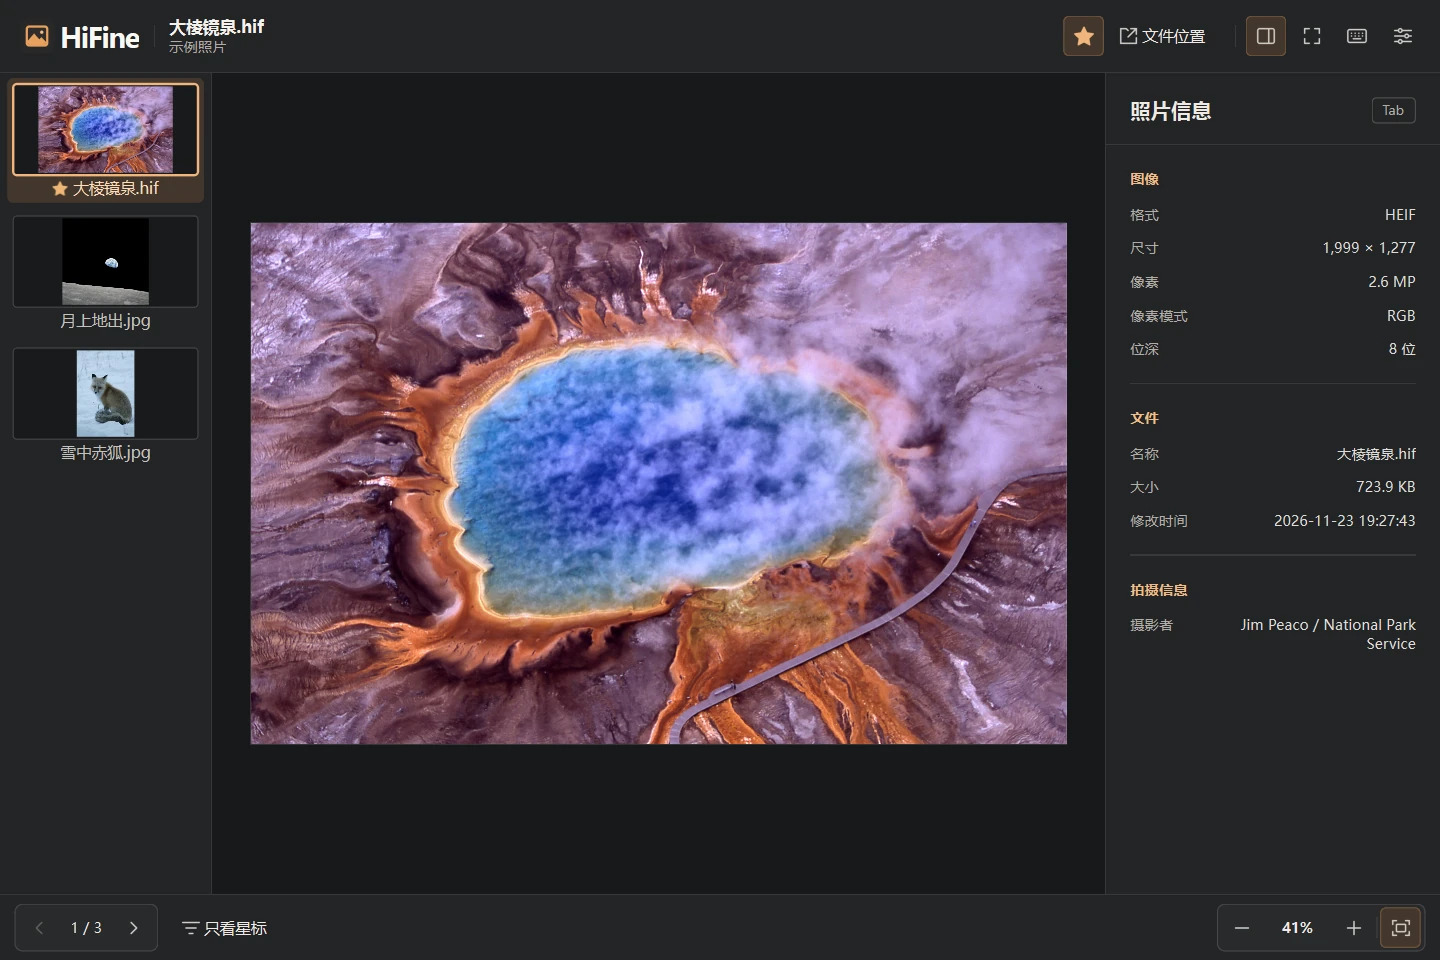 HiFine
大棱镜泉.hif
示例照片
文件位置
大棱镜泉.hif
月上地出.jpg
雪中赤狐.jpg
照片信息
Tab
图像
格式 HEIF
尺寸 1,999 × 1,277
像素 2.6 MP
像素模式 RGB
位深 8 位
文件
名称 大棱镜泉.hif
大小 723.9 KB
修改时间 2026-11-23 19:27:43
拍摄信息
摄影者 Jim Peaco / National Park
Service
1 / 3
只看星标
41%